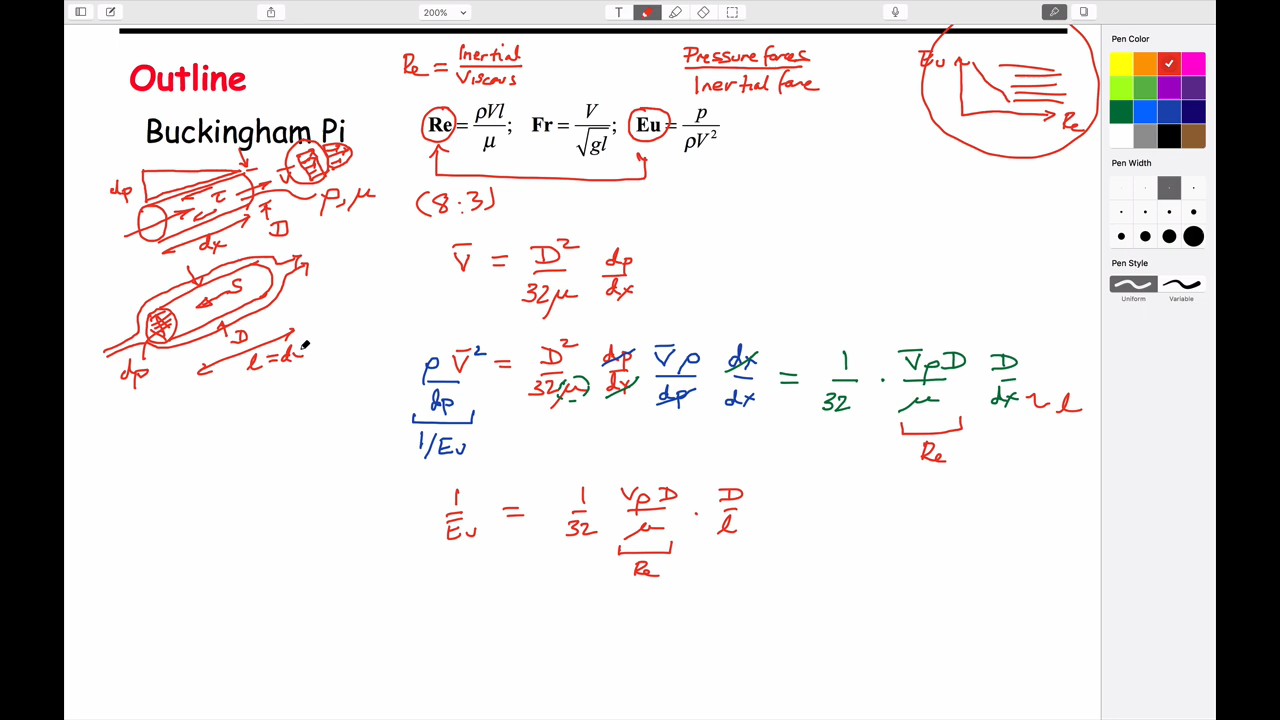 200%
T
Outline
Buckingham Pi
Re = Inertial / Viscous
Pressure forces / Inertial force
Re = ρVl / μ; Fr = V / √gl; Eu = p / ρV²
(8:3)
Eu
Re
dp
τ
V̄
ρ, μ
D
dx
S
D
dp
l = dx
V̄ = D² / 32μ dp / dx
ρ V̄² / dp = D² / 32μ dp / dx V̄ρ / dp dx / dx = 1 / 32 · V̄ρD / μ D / dx ~ l
1/Eu
Re
1 / Eu = 1 / 32 VρD / μ · D / l
Re
Pen Color
Pen Width
Pen Style
Uniform Variable